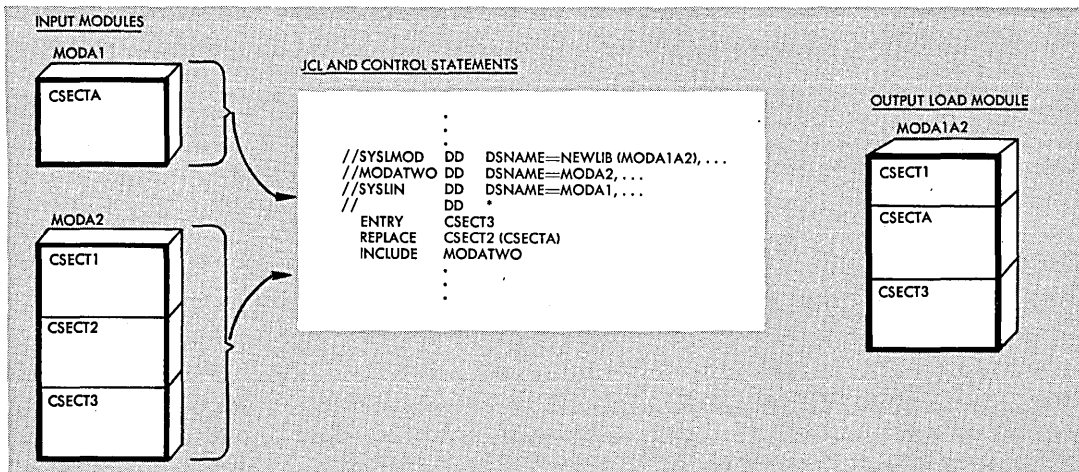 INPUT MODULES
MODA1
CSECTA
MODA2
CSECT1
CSECT2
CSECT3
JCL AND CONTROL STATEMENTS
.
.
//SYSLMOD DD DSNAME=NEWLIB (MODA1A2), ...
//MODATWO DD DSNAME=MODA2, ...
//SYSLIN DD DSNAME=MODA1, ...
// DD *
ENTRY CSECT3
REPLACE CSECT2 (CSECTA)
INCLUDE MODATWO
.
.
.
OUTPUT LOAD MODULE
MODA1A2
CSECT1
CSECTA
CSECT3